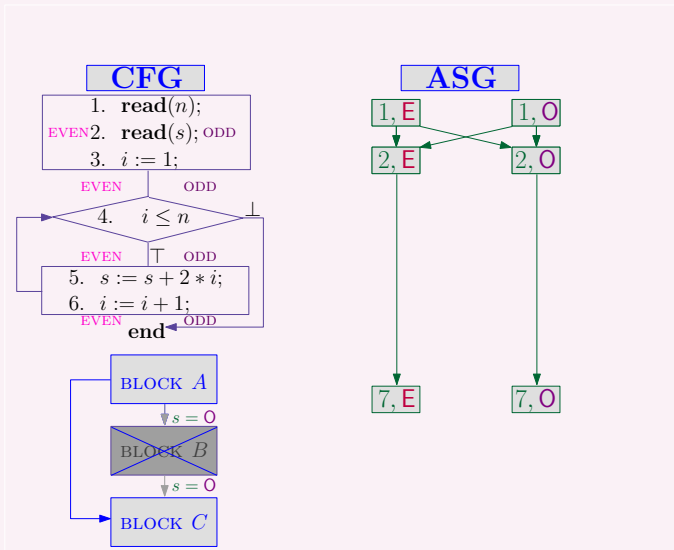 CFG
1. read(n);
EVEN 2. read(s); ODD
3. i := 1;
EVEN ODD
4. i ≤ n ⊥
EVEN ⊤ ODD
5. s := s + 2 * i;
6. i := i + 1;
EVEN ODD
end
BLOCK A
s = O
BLOCK B
s = O
BLOCK C
ASG
1, E 1, O
2, E 2, O
7, E 7, O